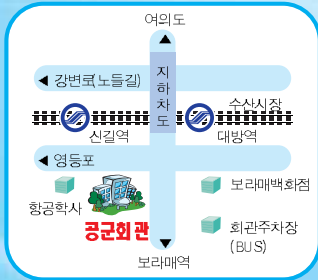 여의도
◀ 강변로(노들길)
지하차도
수산시장
신길역
대방역
◀ 영등포
보라매백화점
항공학사
공군회관
회관주차장
(BUS)
보라매역